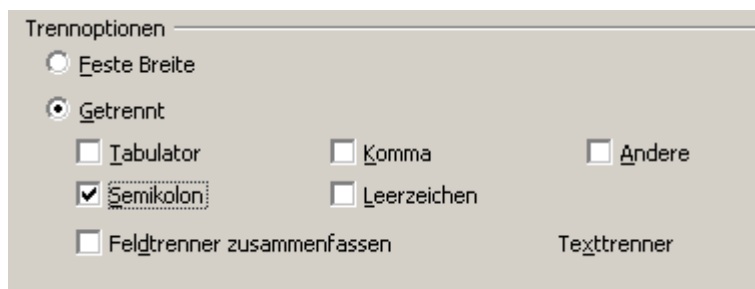 Trennoptionen
Feste Breite
Getrennt
Tabulator Komma Andere
Semikolon Leerzeichen
Feldtrenner zusammenfassen Texttrenner